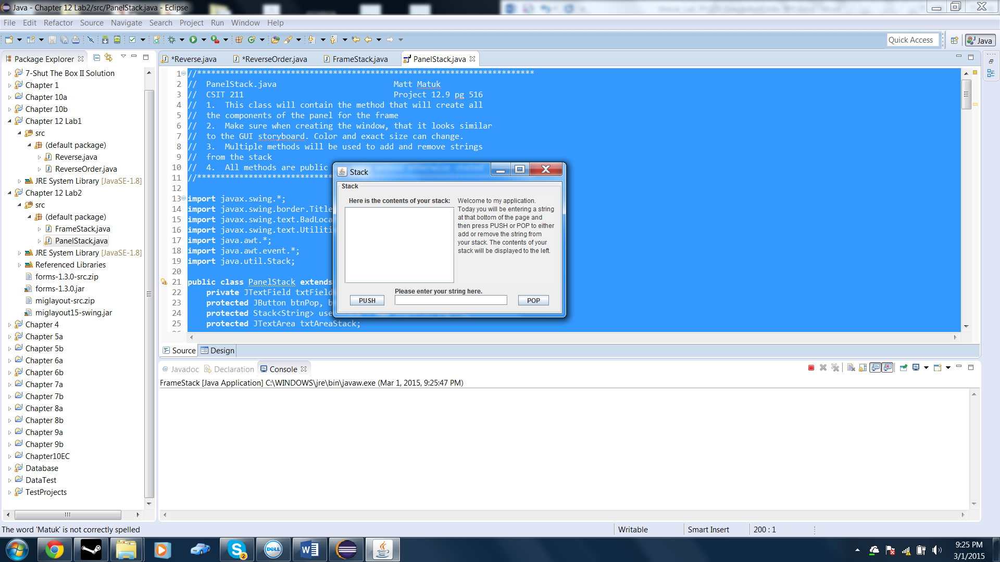 Java - Chapter 12 Lab2/src/PanelStack.java - Eclipse
File Edit Refactor Source Navigate Search Project Run Window Help
Quick Access
Java
Package Explorer
7-Shut The Box II Solution
Chapter 1
Chapter 10a
Chapter 10b
Chapter 12 Lab1
src
(default package)
Reverse.java
ReverseOrder.java
JRE System Library [JavaSE-1.8]
Chapter 12 Lab2
src
(default package)
FrameStack.java
PanelStack.java
JRE System Library [JavaSE-1.8]
Referenced Libraries
forms-1.3.0-src.zip
forms-1.3.0.jar
miglayout-src.zip
miglayout15-swing.jar
Chapter 4
Chapter 5a
Chapter 5b
Chapter 6a
Chapter 6b
Chapter 7a
Chapter 7b
Chapter 8a
Chapter 8b
Chapter 9a
Chapter 9b
Chapter10EC
Database
DataTest
TestProjects
*Reverse.java *ReverseOrder.java FrameStack.java PanelStack.java
1 //************************************************************************
2 // PanelStack.java Matt Matuk
3 // CSIT 211 Project 12.9 pg 516
4 // 1. This class will contain the method that will create all
5 // the components of the panel for the frame
6 // 2. Make sure when creating the window, that it looks similar
7 // to the GUI storyboard. Color and exact size can change.
8 // 3. Multiple methods will be used to add and remove strings
9 // from the stack
10 // 4. All methods are public
11 //*****************************
12
13 import javax.swing.*;
14 import javax.swing.border.Title
15 import javax.swing.text.BadLoca
16 import javax.swing.text.Utiliti
17 import java.awt.*;
18 import java.awt.event.*;
19 import java.util.Stack;
20
21 public class PanelStack extends
22 private JTextField txtField
23 protected JButton btnPop, b
24 protected Stack<String> use
25 protected JTextArea txtAreaStack;
Stack
Stack
Here is the contents of your stack:
Welcome to my application.
Today you will be entering a string
at that bottom of the page and
then press PUSH or POP to either
add or remove the string from
your stack. The contents of your
stack will be displayed to the left.
Please enter your string here.
PUSH
POP
Source Design
@ Javadoc Declaration Console
FrameStack [Java Application] C:\WINDOWS\jre\bin\javaw.exe (Mar 1, 2015, 9:25:47 PM)
The word 'Matuk' is not correctly spelled
Writable
Smart Insert
200 : 1
2
DELL
9:25 PM
3/1/2015